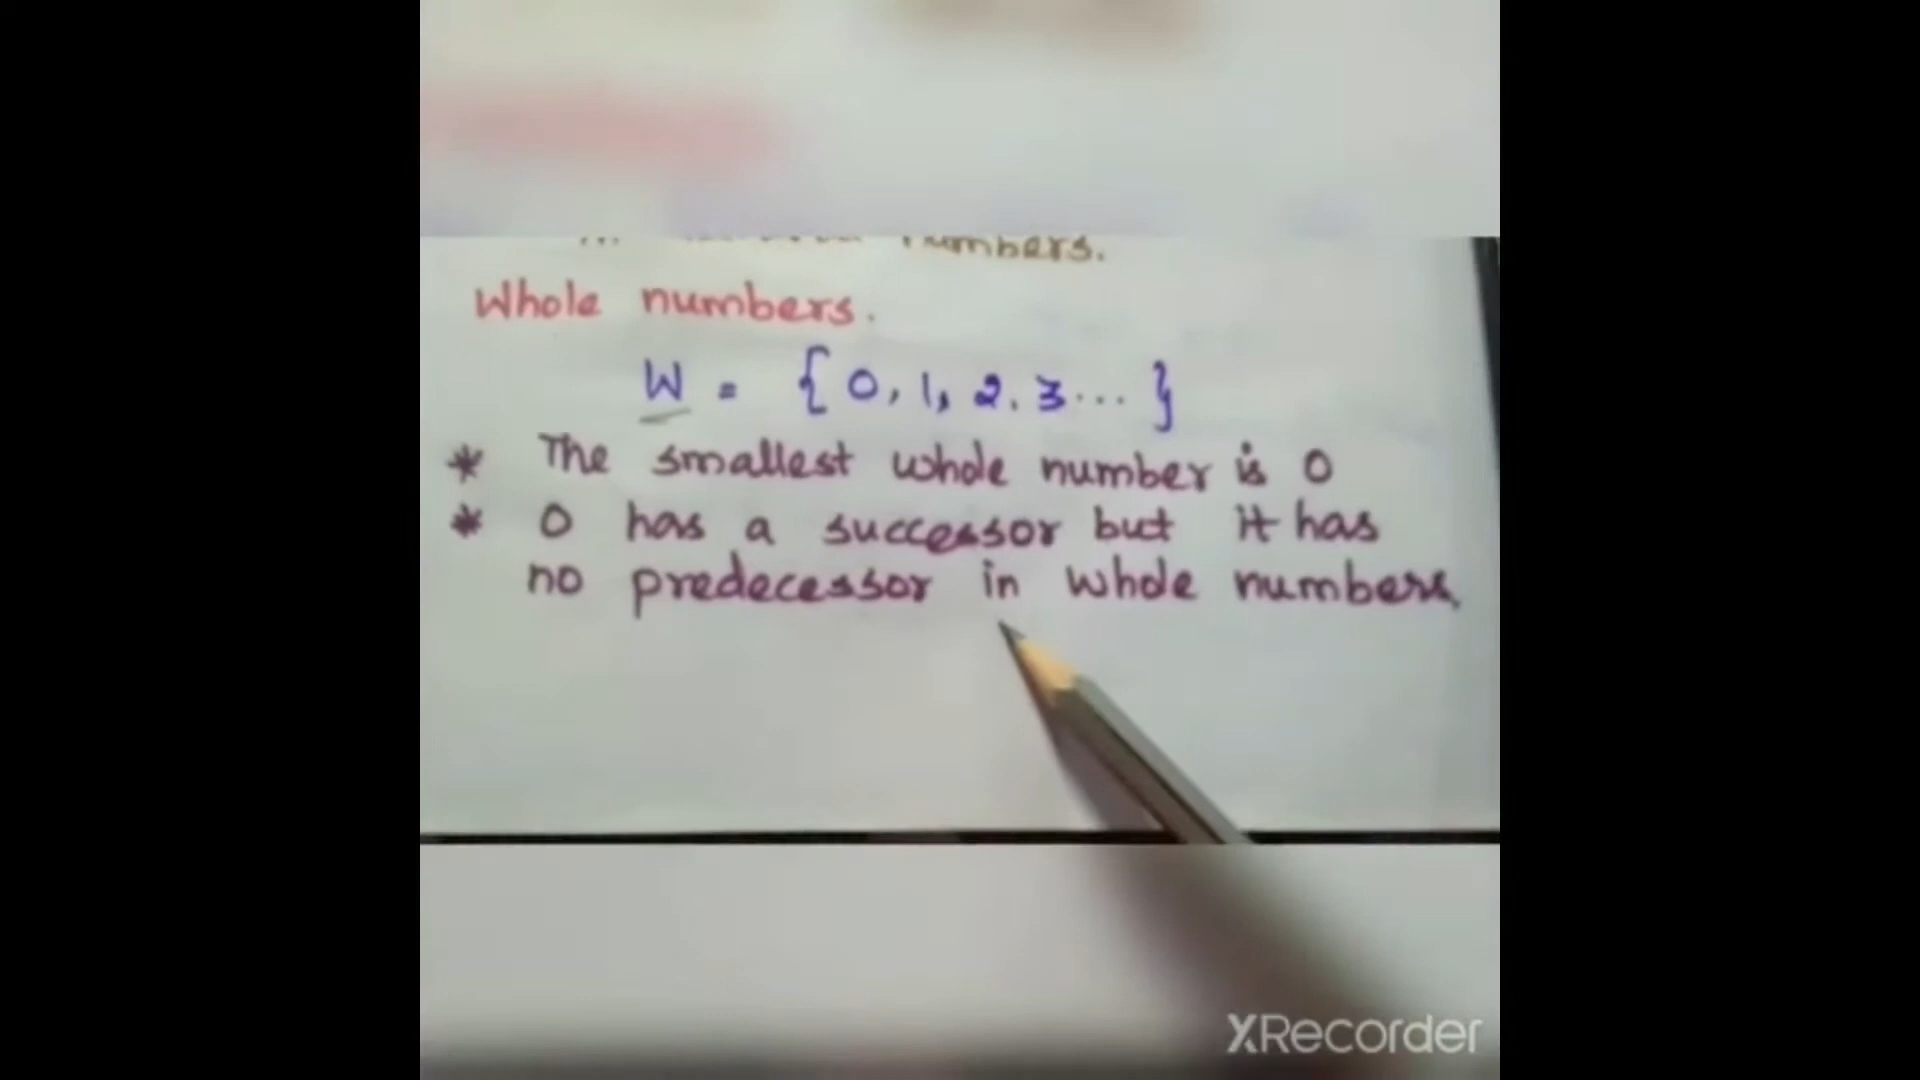 numbers.
Whole numbers.
W = { 0, 1, 2, 3... }
* The smallest whole number is 0
* 0 has a successor but it has
no predecessor in whole numbers.
XRecorder